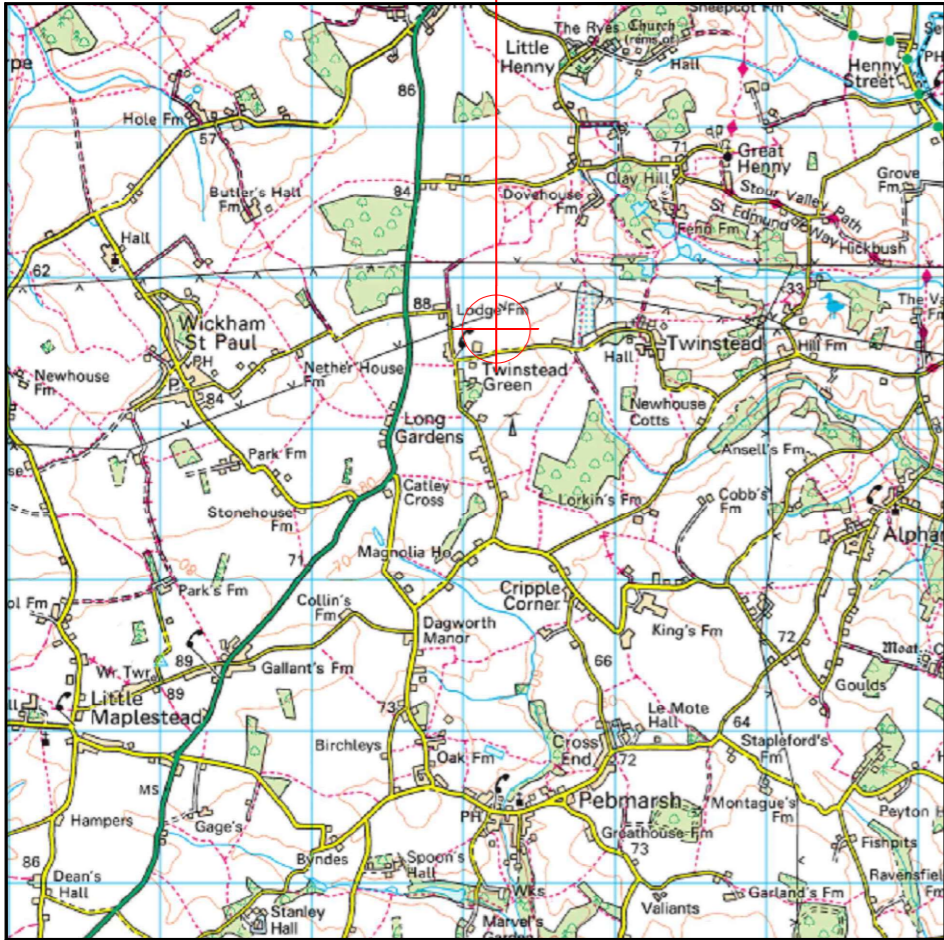 Sheepcot Fm
The Ryes
Church
(rems of)
Little
Henny
Hall
Henny
Street
PH
86
Hole Fm
57
71
Great
Henny
Clay Hill
84
Butler's Hall
Fm
Dovehouse
Fm
Stour Valley Path
St Edmund Way
Grove
Fm
Fenn Fm
Hickbush
Hall
62
33
88
Lodge Fm
Wickham
St Paul
PH
P
84
Hall
Twinstead
Hill Fm
Newhouse
Fm
Nether House
Fm
Twinstead
Green
Newhouse
Cotts
Long
Gardens
Park Fm
Ansell's Fm
Catley
Cross
Lorkin's Fm
Cobb's
Fm
Stonehouse
Fm
71
70
Magnolia Ho
Park's Fm
Cripple
Corner
Collin's
Fm
Dagworth
Manor
King's Fm
72
Wr Twr
89
Gallant's Fm
66
Moat
89
Little
Maplestead
Goulds
73
Le Mote
Hall
64
Birchleys
Cross
End
Stapleford's
Fm
Oak Fm
72
MS
Pebmarsh
Montague's
Fm
Peyton
Hampers
PH
Gage's
Greathouse Fm
73
Fishpits
86
Byndes
Spoon's
Hall
Dean's
Hall
Wks
Garland's Fm
Valiants
Stanley
Hall
Marvel's